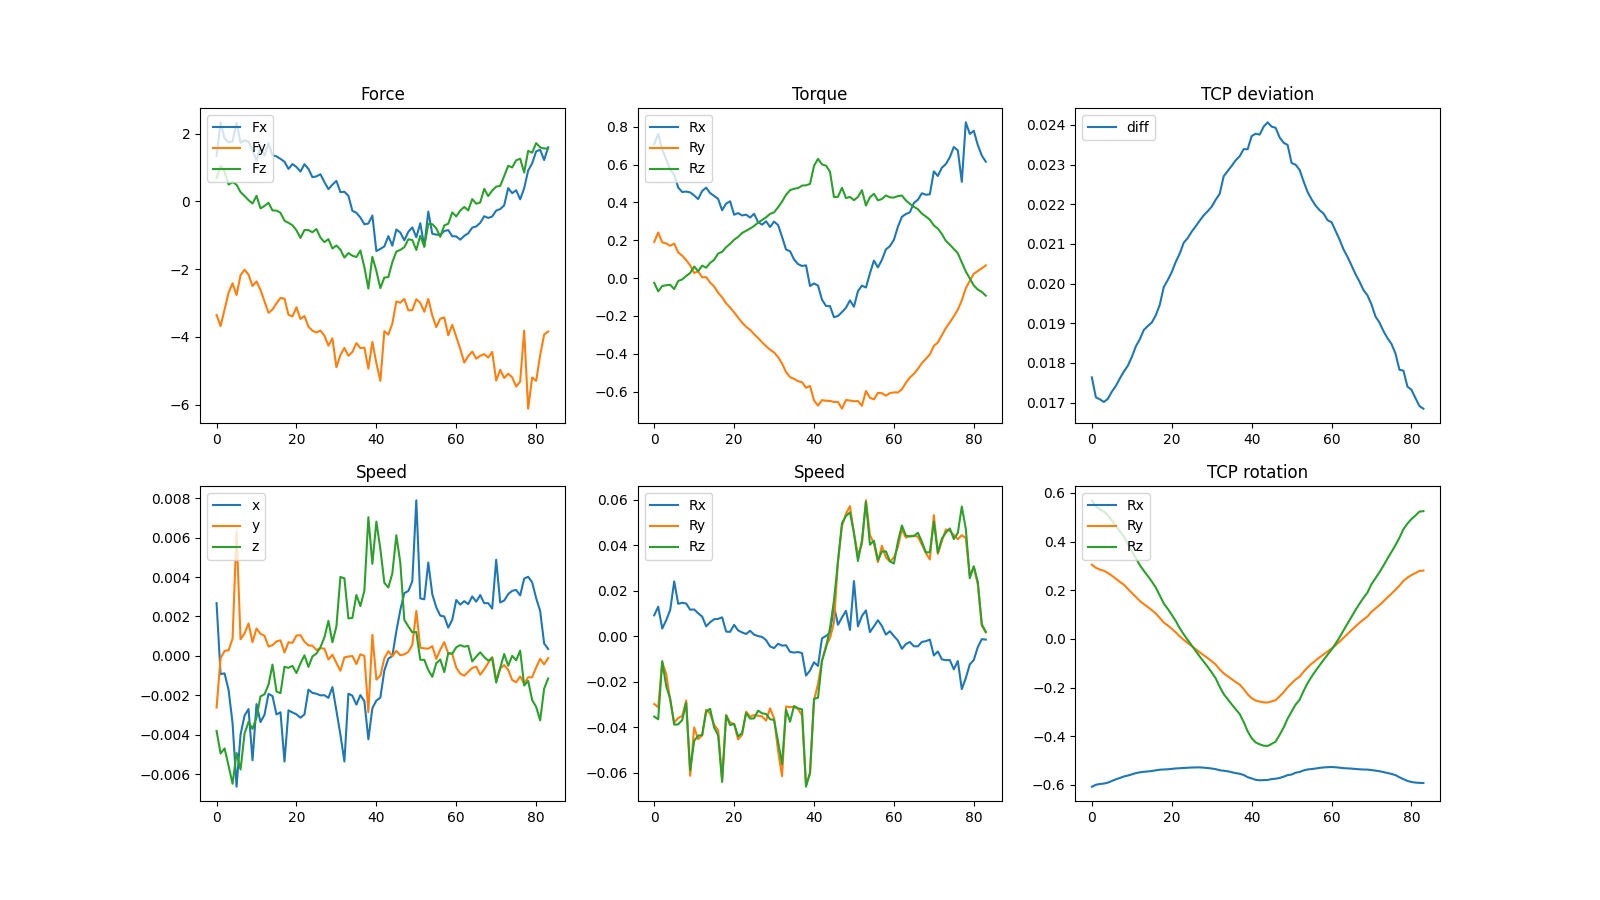 Force
Fx
Fy
Fz
2
0
−2
−4
−6
0 20 40 60 80
Torque
Rx
Ry
Rz
0.8
0.6
0.4
0.2
0.0
−0.2
−0.4
−0.6
0 20 40 60 80
TCP deviation
diff
0.024
0.023
0.022
0.021
0.020
0.019
0.018
0.017
0 20 40 60 80
Speed
x
y
z
0.008
0.006
0.004
0.002
0.000
−0.002
−0.004
−0.006
0 20 40 60 80
Speed
Rx
Ry
Rz
0.06
0.04
0.02
0.00
−0.02
−0.04
−0.06
0 20 40 60 80
TCP rotation
Rx
Ry
Rz
0.6
0.4
0.2
0.0
−0.2
−0.4
−0.6
0 20 40 60 80